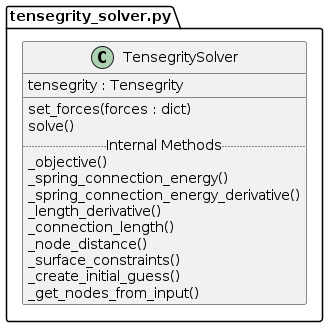 tensegrity_solver.py
C TensegritySolver
tensegrity : Tensegrity
set_forces(forces : dict)
solve()
Internal Methods
_objective()
_spring_connection_energy()
_spring_connection_energy_derivative()
_length_derivative()
_connection_length()
_node_distance()
_surface_constraints()
_create_initial_guess()
_get_nodes_from_input()